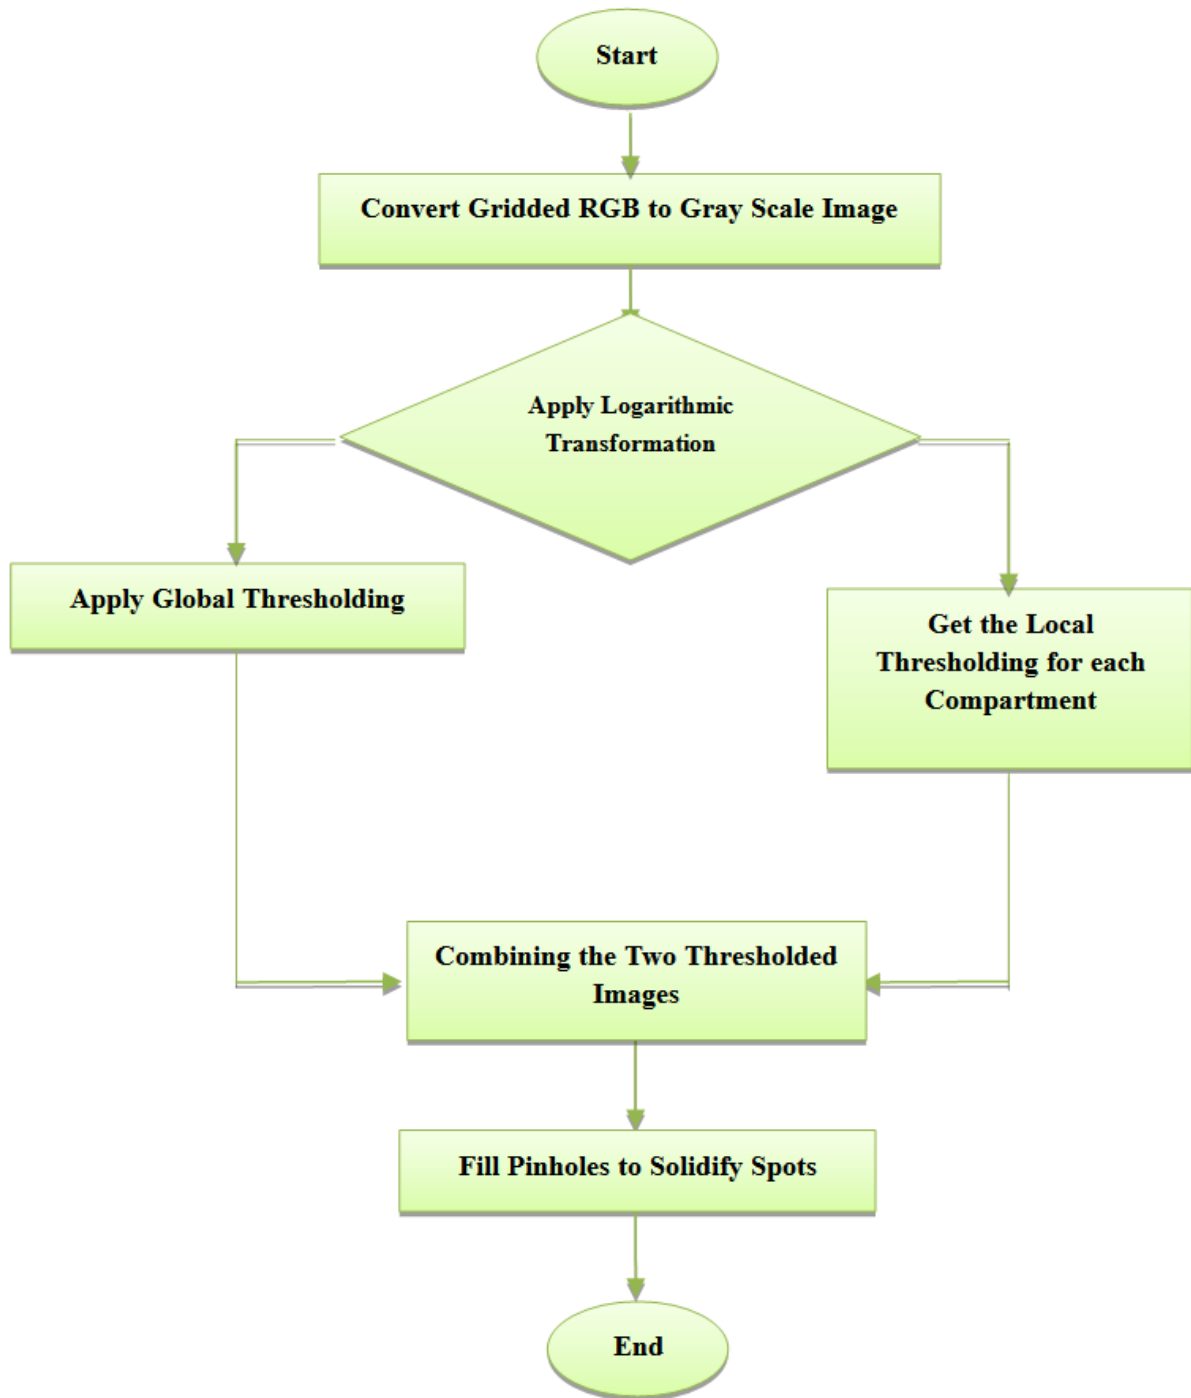 Start
Convert Gridded RGB to Gray Scale Image
Apply Logarithmic
Transformation
Apply Global Thresholding
Get the Local
Thresholding for each
Compartment
Combining the Two Thresholded
Images
Fill Pinholes to Solidify Spots
End